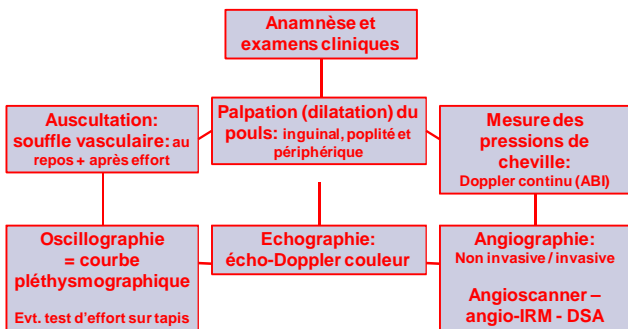 Anamnèse et
examens cliniques
Auscultation:
souffle vasculaire: au
repos + après effort
Palpation (dilatation) du
pouls: inguinal, poplité et
périphérique
Mesure des
pressions de
cheville:
Doppler continu (ABI)
Oscillographie
= courbe
pléthysmographique
Evt. test d'effort sur tapis
Echographie:
écho-Doppler couleur
Angiographie:
Non invasive / invasive
Angioscanner –
angio-IRM - DSA